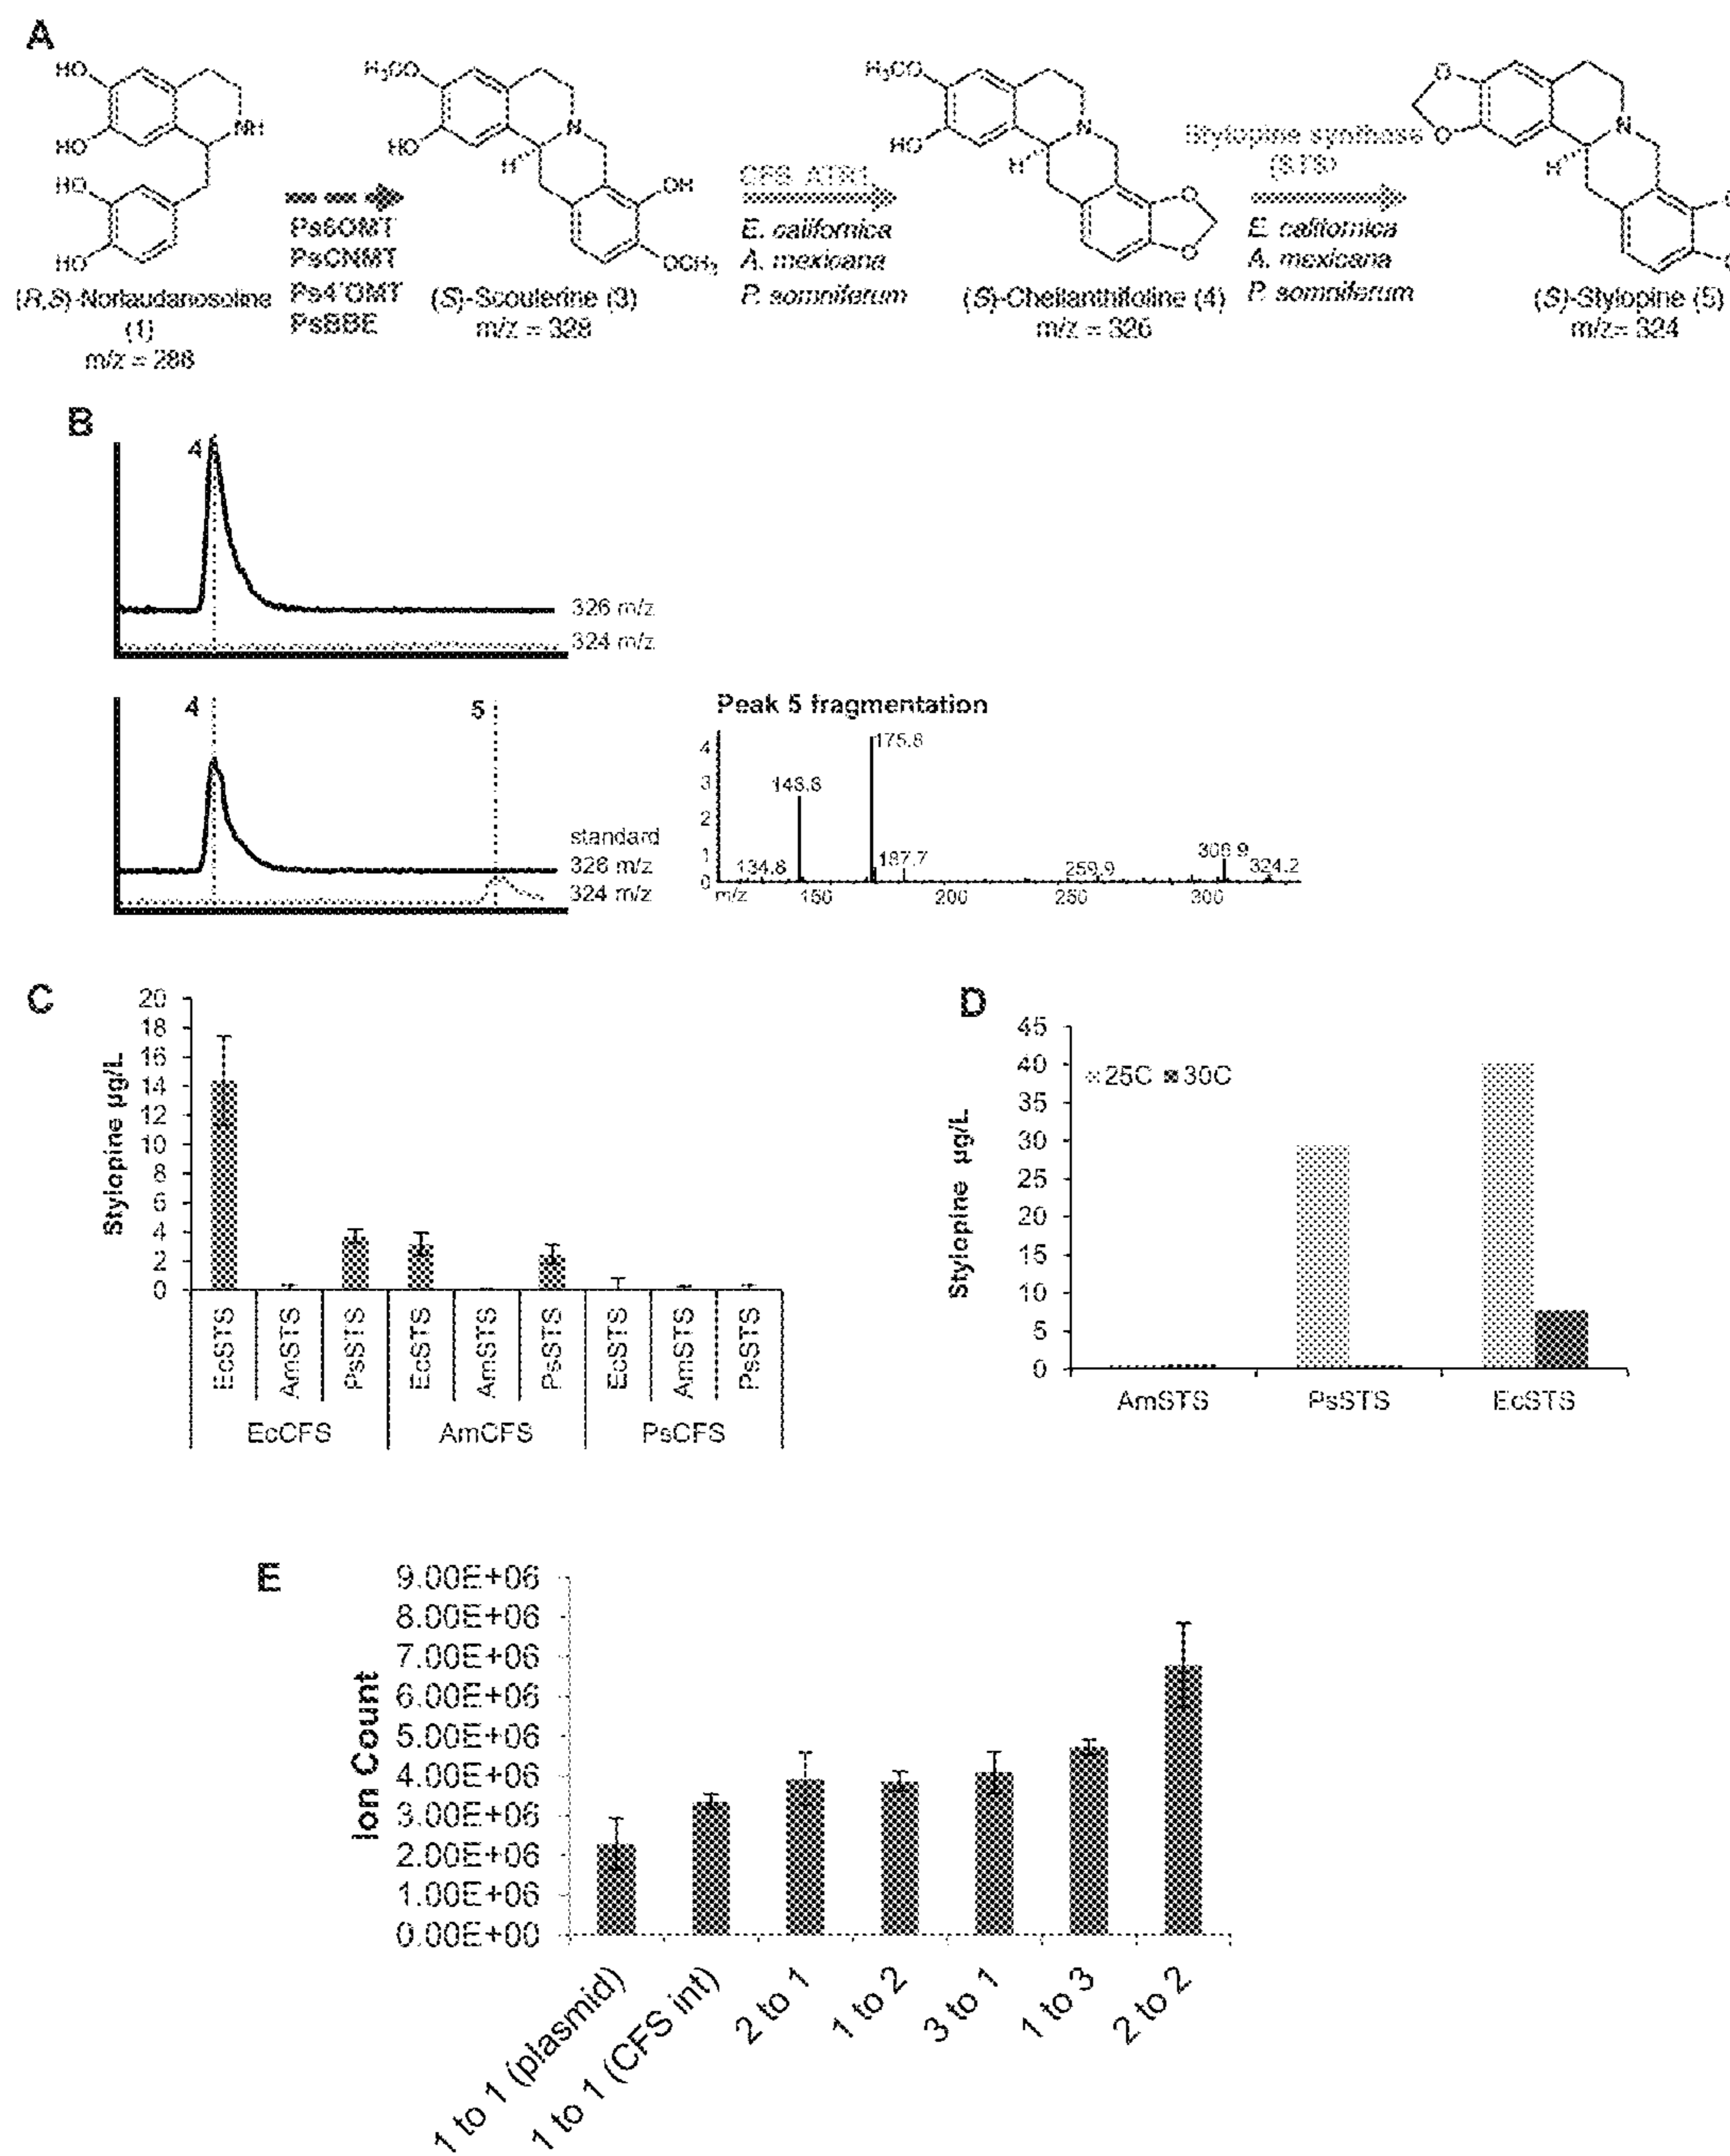 A
HO
HO
NH
HO
HO
(R,S)-Norlaudanosoline
(1)
m/z = 288
Ps6OMT
PsCNMT
Ps4'OMT
PsBBE
H₃CO
HO
N
H
OH
OCH₃
(S)-Scoulerine (3)
m/z = 328
CFS, ATR1
E. californica
A. mexicana
P. somniferum
H₃CO
HO
N
H
O
O
(S)-Cheilanthifoline (4)
m/z = 326
Stylopine synthase
(STS)
E. californica
A. mexicana
P. somniferum
O
O
N
H
(S)-Stylopine (5)
m/z= 324
B
4
326 m/z
324 m/z
4
5
standard
326 m/z
324 m/z
Peak 5 fragmentation
4
3
2
1
0
134.8
148.8
175.8
187.7
259.9
306.9
324.2
m/z 150 200 250 300
C
Stylopine µg/L
20
18
16
14
12
10
8
6
4
2
0
EcSTS AmSTS PsSTS EcSTS AmSTS PsSTS EcSTS AmSTS PsSTS
EcCFS AmCFS PsCFS
D
Stylopine µg/L
45
40
35
30
25
20
15
10
5
0
25C 30C
AmSTS PsSTS EcSTS
E
Ion Count
9.00E+06
8.00E+06
7.00E+06
6.00E+06
5.00E+06
4.00E+06
3.00E+06
2.00E+06
1.00E+06
0.00E+00
1 to 1 (plasmid)
1 to 1 (CFS int)
2 to 1
1 to 2
3 to 1
1 to 3
2 to 2